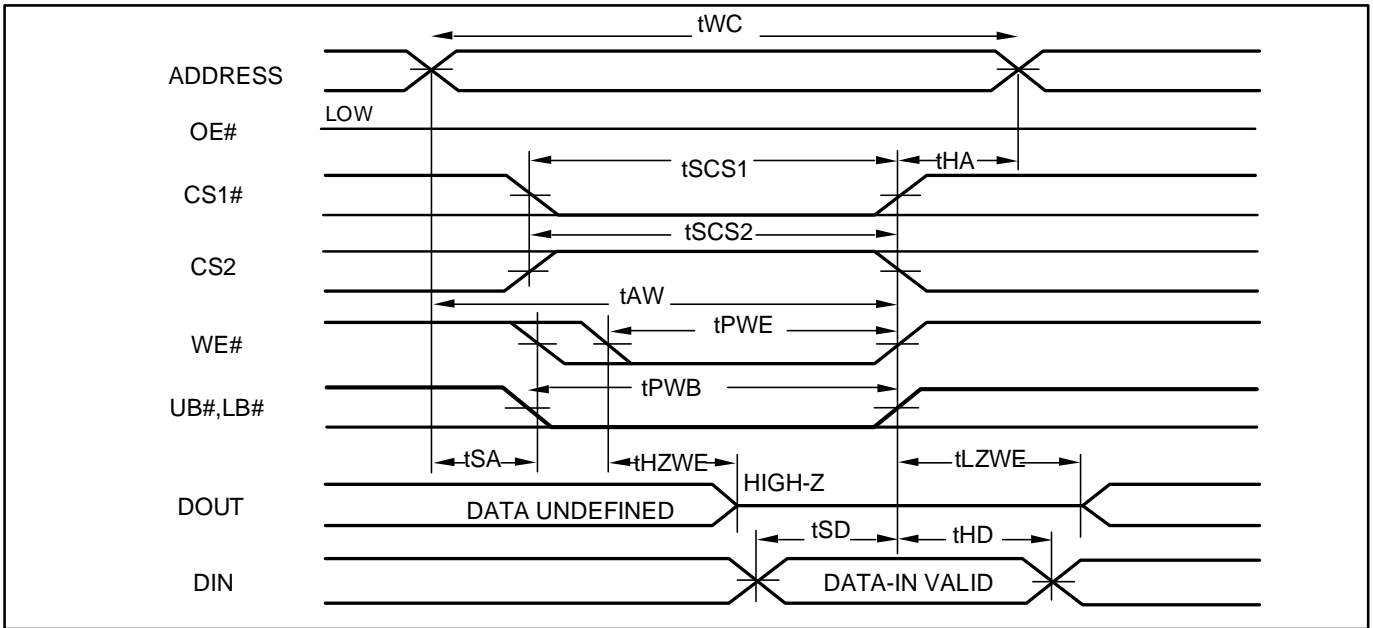 tWC
ADDRESS
LOW
OE#
tSCS1
tHA
CS1#
tSCS2
CS2
tAW
tPWE
WE#
tPWB
UB#,LB#
tSA
tHZWE
tLZWE
HIGH-Z
DOUT
DATA UNDEFINED
tSD
tHD
DIN
DATA-IN VALID